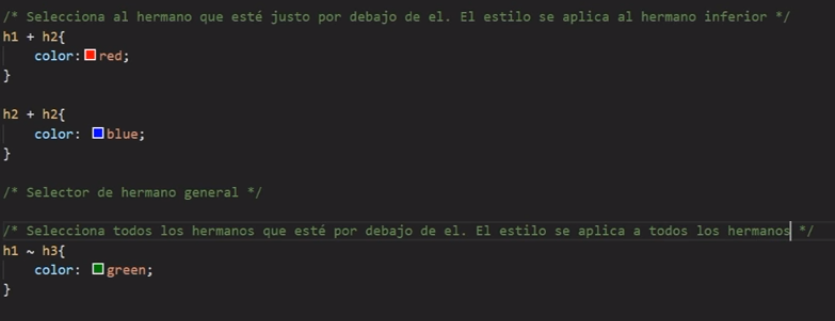 /* Selecciona al hermano que esté justo por debajo de el. El estilo se aplica al hermano inferior */
h1 + h2{
color:red;
}
h2 + h2{
color: blue;
}
/* Selector de hermano general */
/* Selecciona todos los hermanos que esté por debajo de el. El estilo se aplica a todos los hermanos */
h1 ~ h3{
color: green;
}